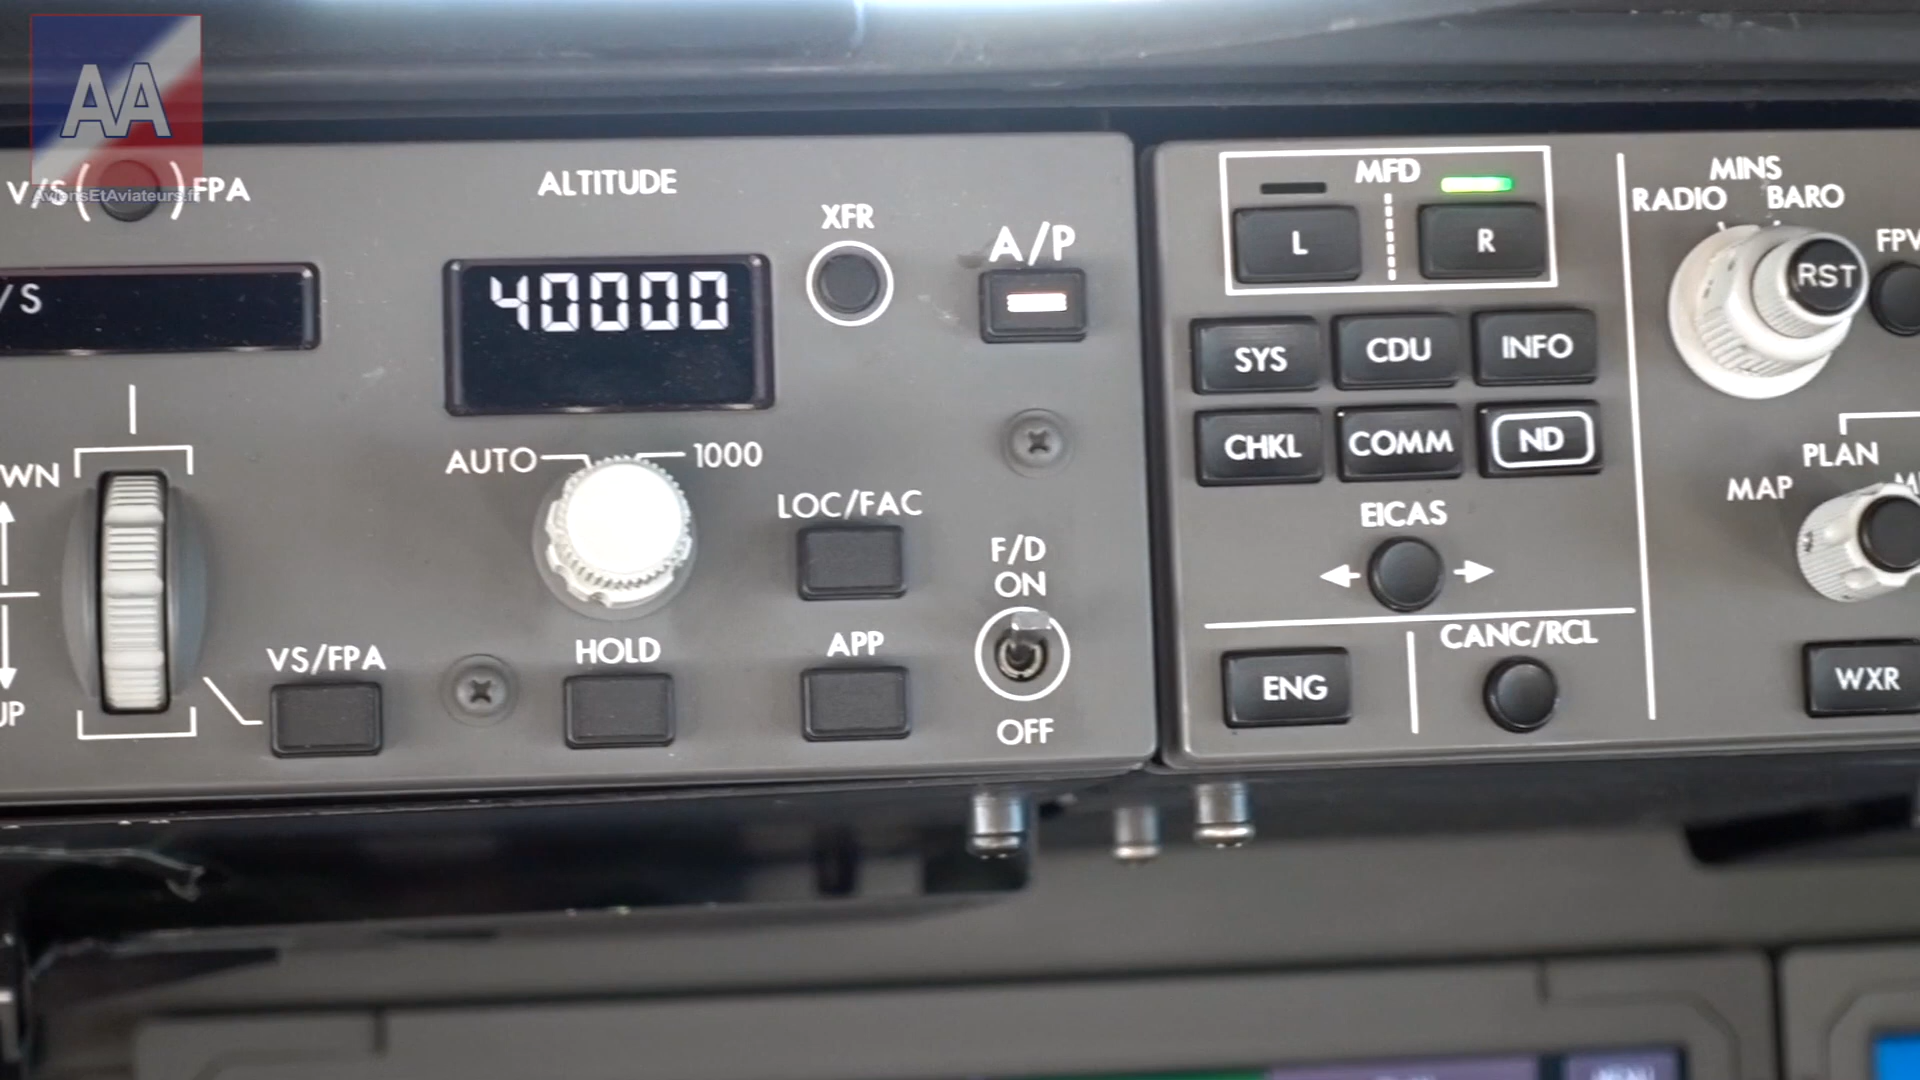 AA
AvionsEtAviateurs.fr
V/S ( ) FPA
/S
WN
UP
VS/FPA
ALTITUDE
40000
AUTO
1000
HOLD
XFR
A/P
LOC/FAC
APP
F/D
ON
OFF
MFD
L
R
SYS
CDU
INFO
CHKL
COMM
ND
EICAS
ENG
CANC/RCL
MINS
RADIO
BARO
RST
FPV
PLAN
MAP
WXR